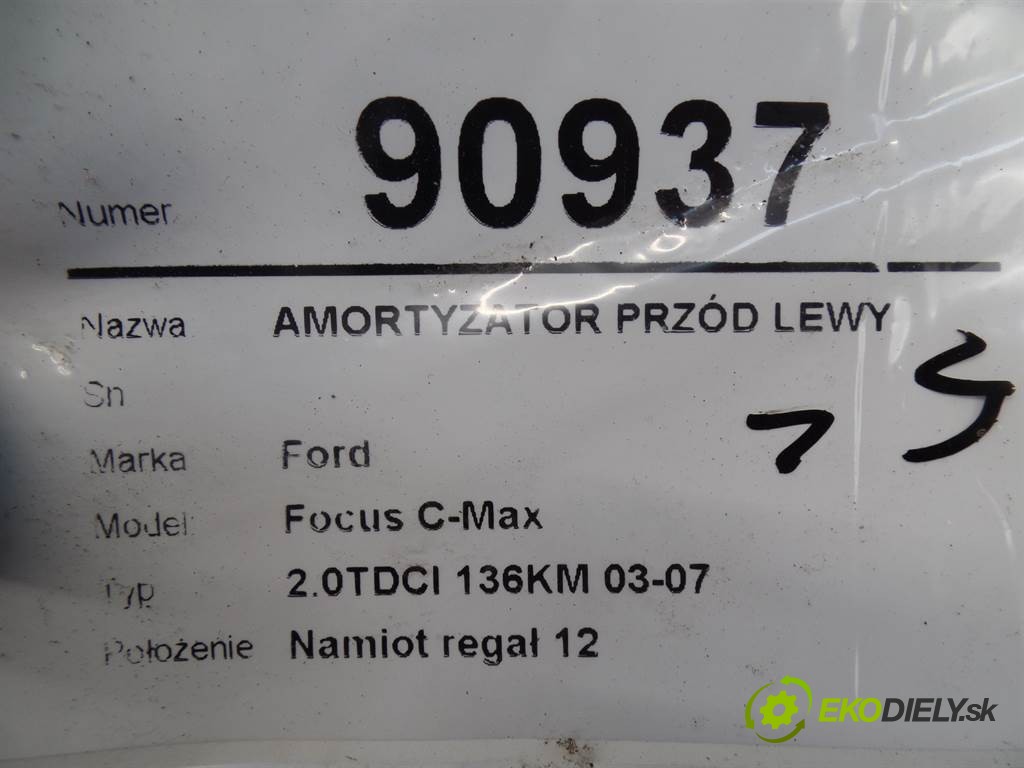 Numer 90937
Nazwa AMORTYZATOR PRZÓD LEWY
Sn
Marka Ford
Model: Focus C-Max
Typ 2.0TDCI 136KM 03-07
Położenie Namiot regał 12
EKODIELY.sk